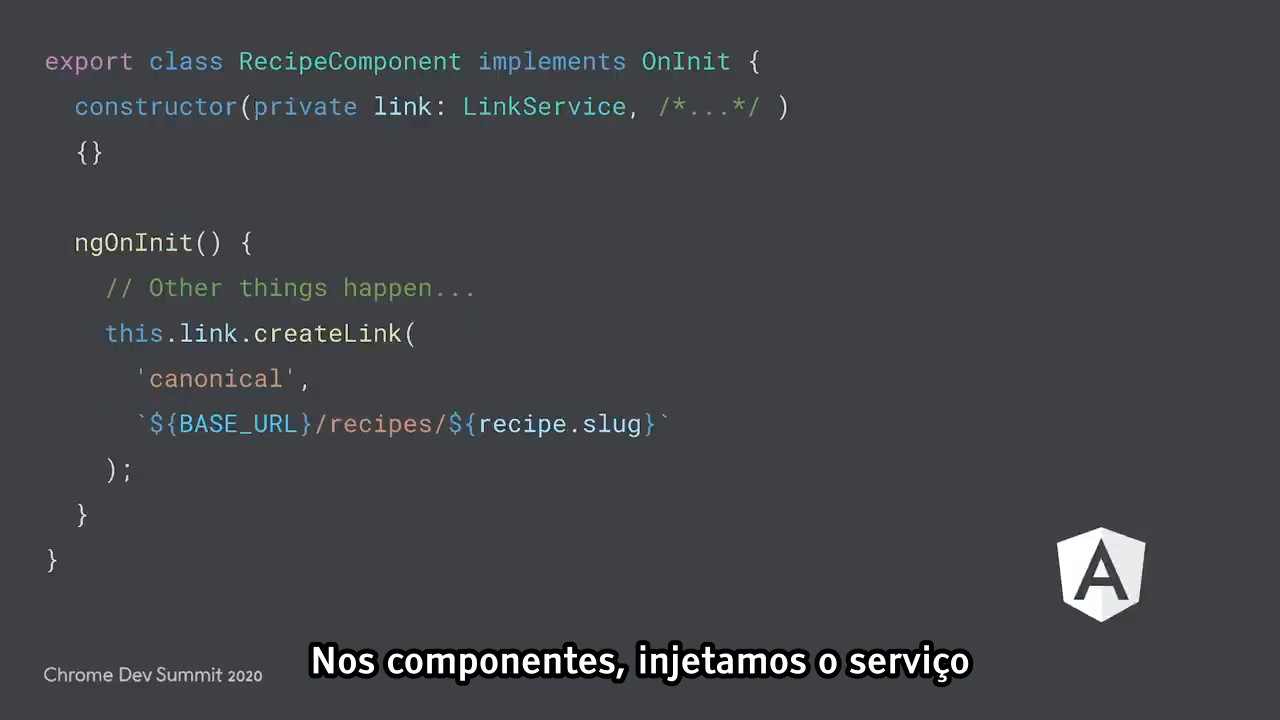 export class RecipeComponent implements OnInit {
  constructor(private link: LinkService, /*...*/ )
  {}

  ngOnInit() {
    // Other things happen...
    this.link.createLink(
      'canonical',
      `${BASE_URL}/recipes/${recipe.slug}`
    );
  }
}
A
Chrome Dev Summit 2020
Nos componentes, injetamos o serviço